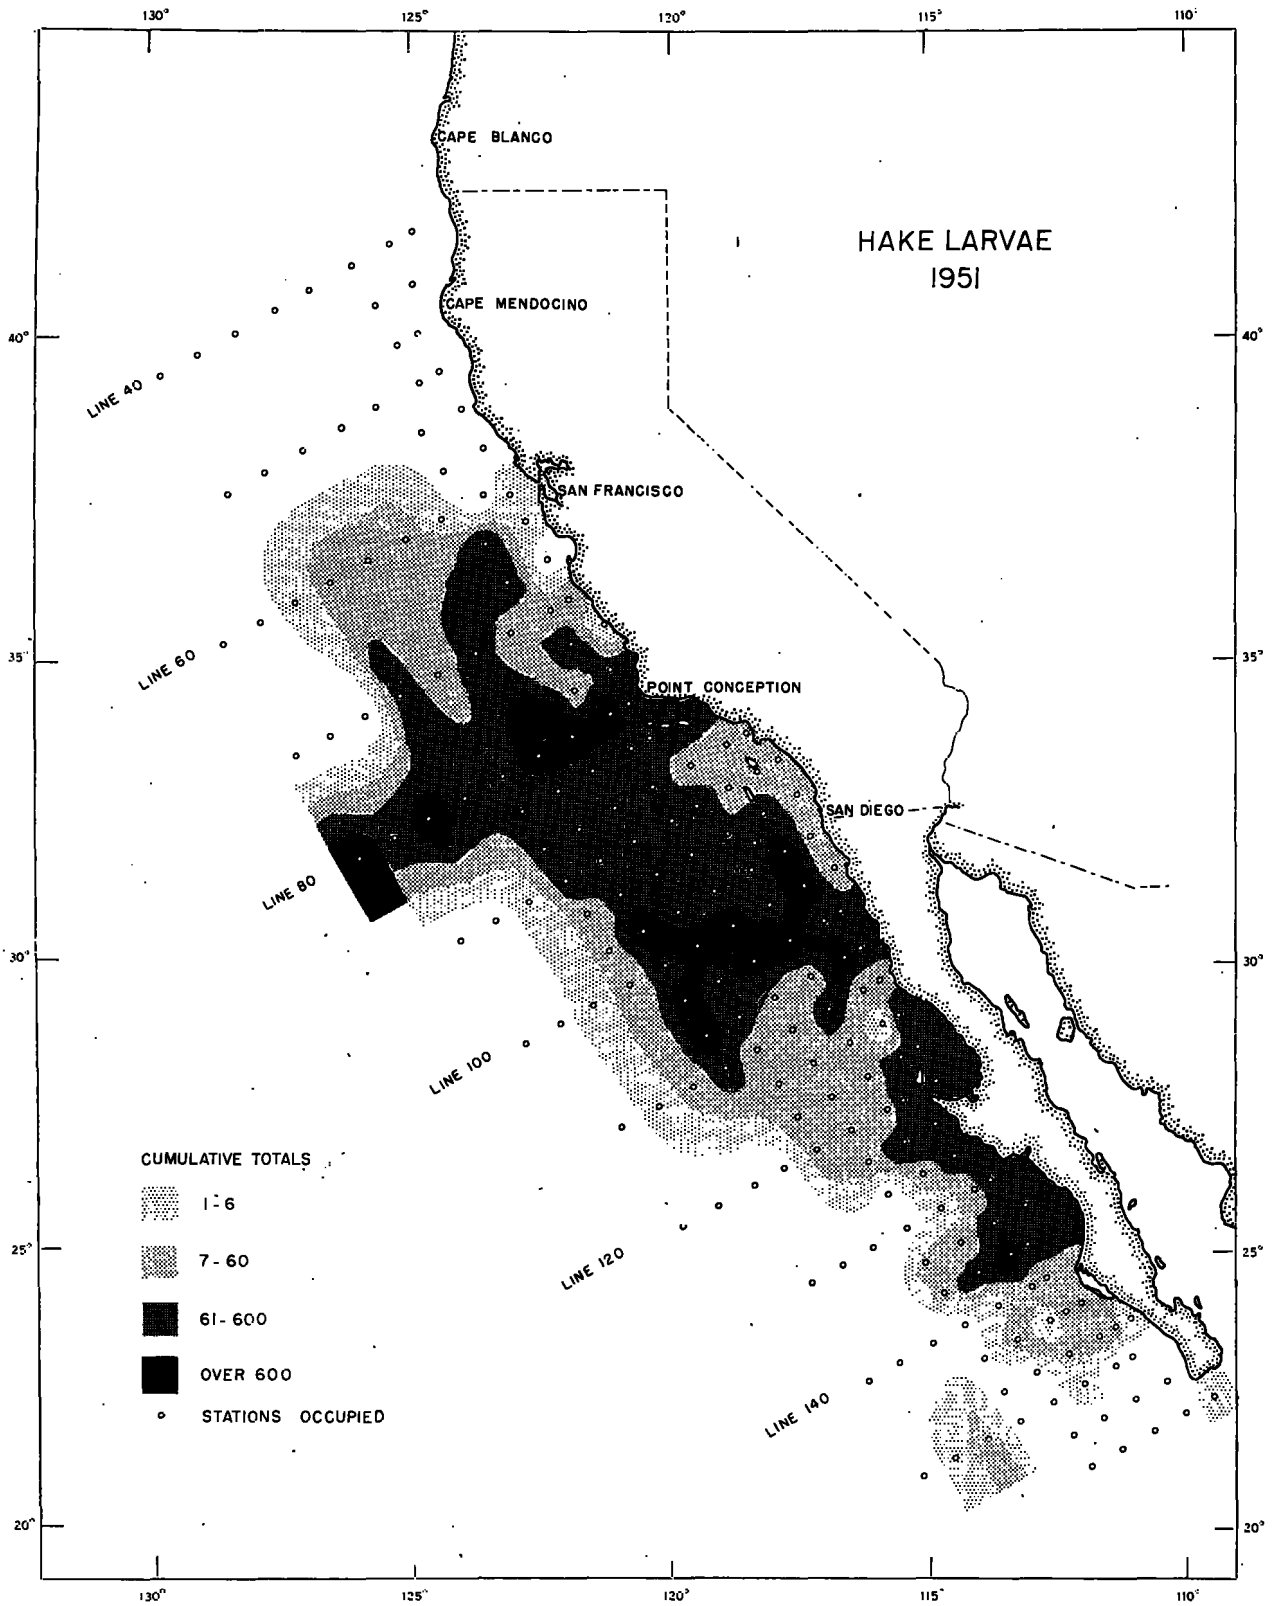 130° 125° 120° 115° 110°
CAPE BLANCO
HAKE LARVAE
1951
CAPE MENDOCINO
40° 40°
LINE 40
SAN FRANCISCO
35° 35°
LINE 60
POINT CONCEPTION
SAN DIEGO
LINE 80
30° 30°
LINE 100
CUMULATIVE TOTALS
1-6
25° 25°
LINE 120
7-60
61-600
OVER 600
STATIONS OCCUPIED
LINE 140
20° 20°
130° 125° 120° 115° 110°